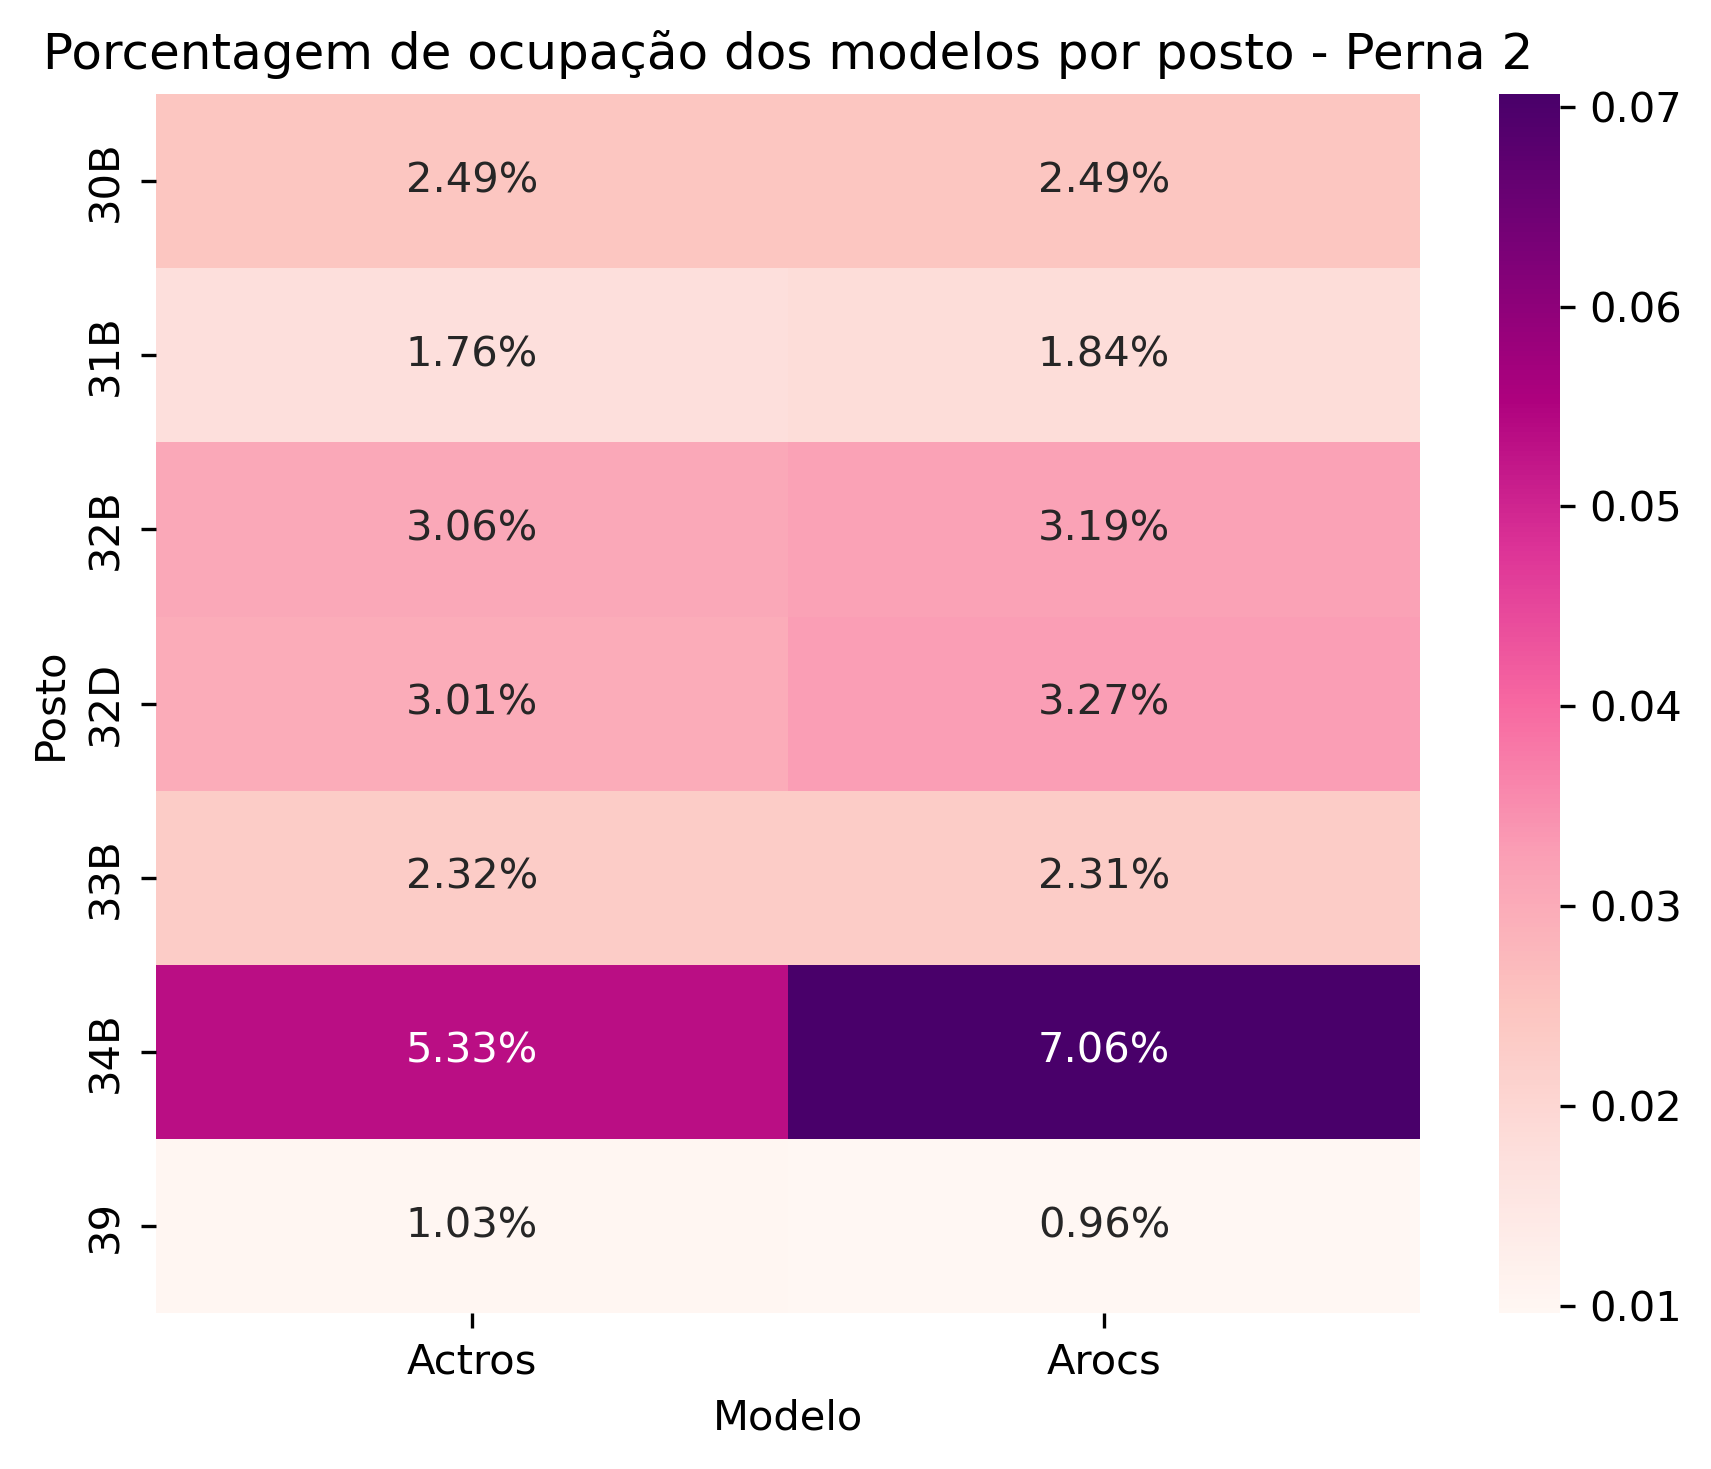 Porcentagem de ocupação dos modelos por posto - Perna 2
Posto
30B 2.49% 2.49%
31B 1.76% 1.84%
32B 3.06% 3.19%
32D 3.01% 3.27%
33B 2.32% 2.31%
34B 5.33% 7.06%
39 1.03% 0.96%
Actros Arocs
Modelo
0.07
0.06
0.05
0.04
0.03
0.02
0.01